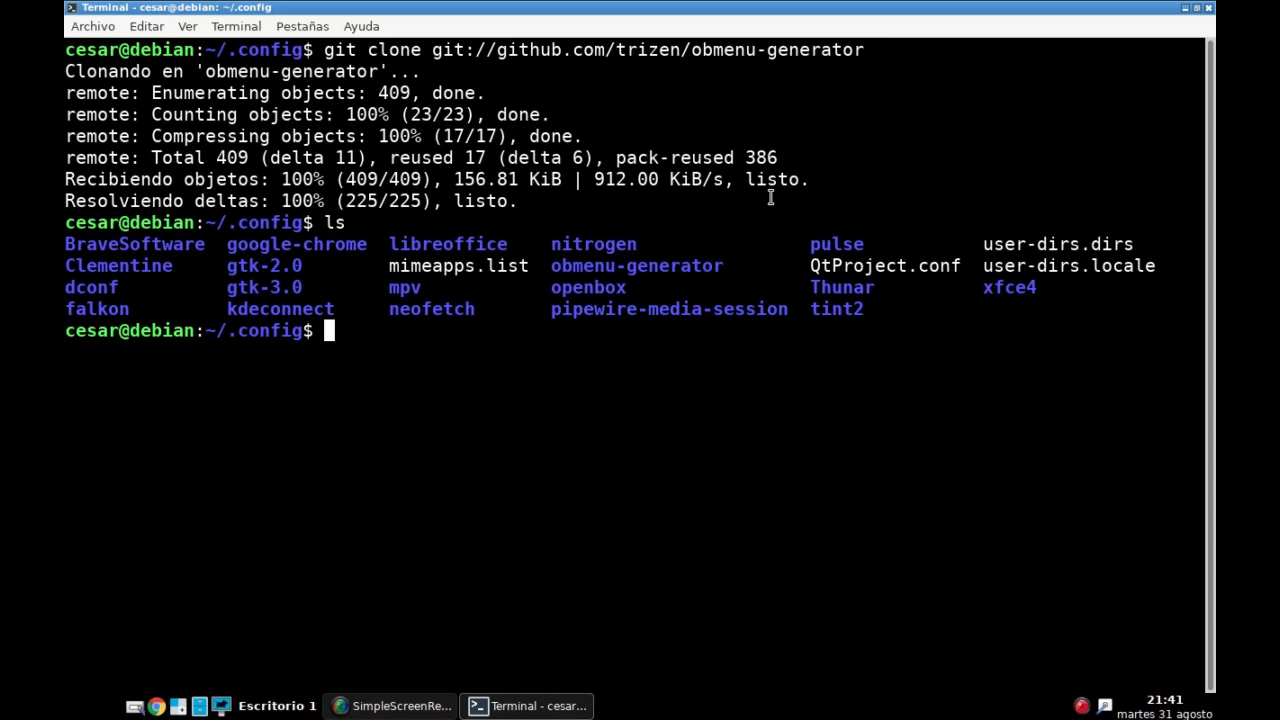 Terminal - cesar@debian: ~/.config
Archivo Editar Ver Terminal Pestañas Ayuda
cesar@debian:~/.config$ git clone git://github.com/trizen/obmenu-generator
Clonando en 'obmenu-generator'...
remote: Enumerating objects: 409, done.
remote: Counting objects: 100% (23/23), done.
remote: Compressing objects: 100% (17/17), done.
remote: Total 409 (delta 11), reused 17 (delta 6), pack-reused 386
Recibiendo objetos: 100% (409/409), 156.81 KiB | 912.00 KiB/s, listo.
Resolviendo deltas: 100% (225/225), listo.
cesar@debian:~/.config$ ls
BraveSoftware google-chrome libreoffice nitrogen pulse user-dirs.dirs
Clementine gtk-2.0 mimeapps.list obmenu-generator QtProject.conf user-dirs.locale
dconf gtk-3.0 mpv openbox Thunar xfce4
falkon kdeconnect neofetch pipewire-media-session tint2
cesar@debian:~/.config$
Escritorio 1 SimpleScreenRe... Terminal - cesar... 21:41
martes 31 agosto